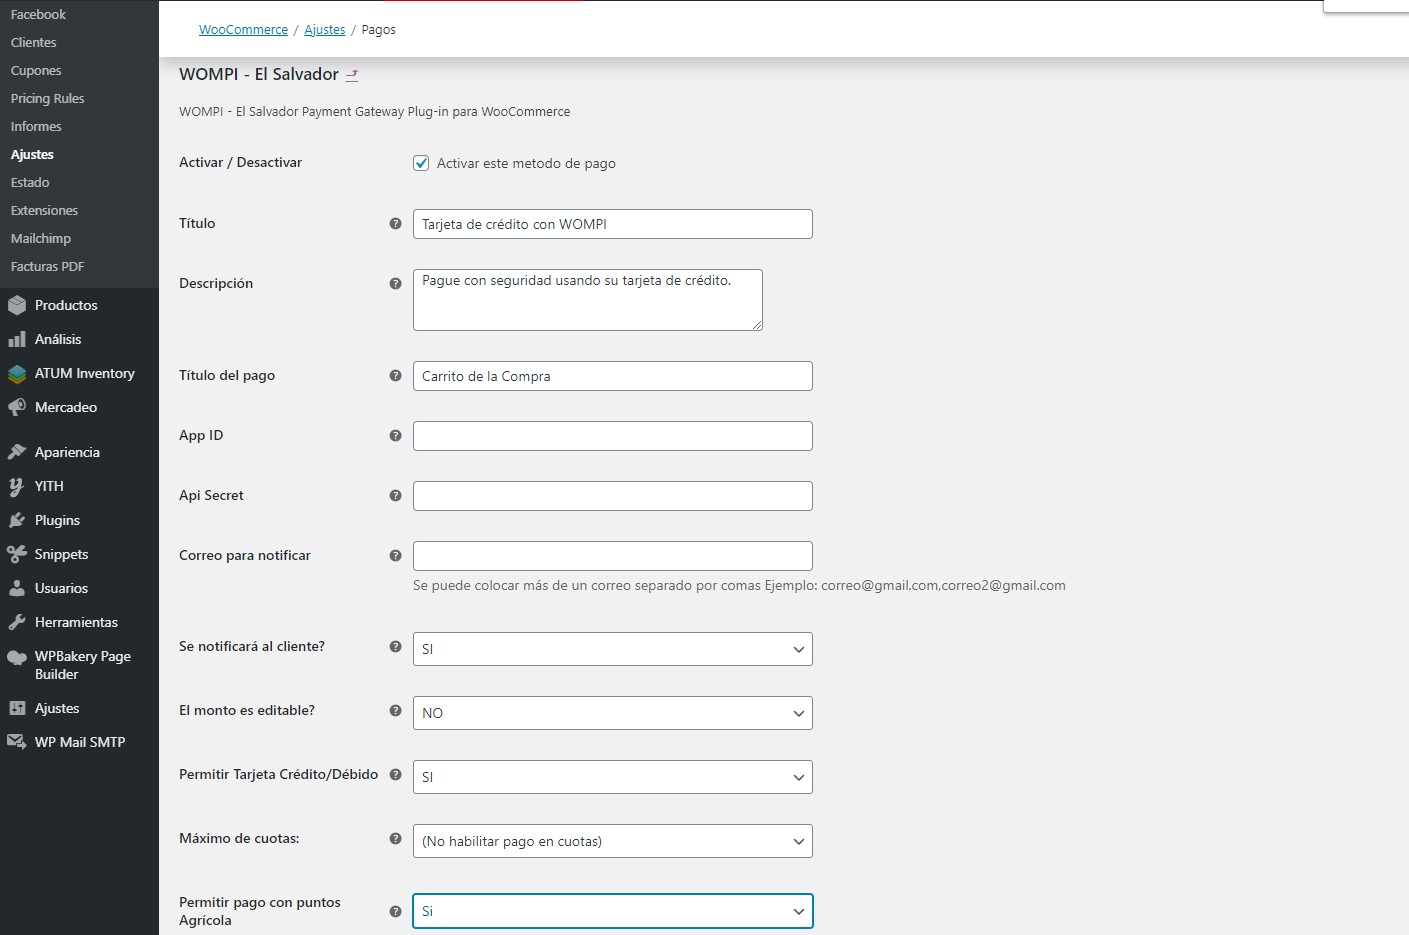 Facebook
Clientes
Cupones
Pricing Rules
Informes
Ajustes
Estado
Extensiones
Mailchimp
Facturas PDF
Productos
Análisis
ATUM Inventory
Mercadeo
Apariencia
YITH
Plugins
Snippets
Usuarios
Herramientas
WPBakery Page
Builder
Ajustes
WP Mail SMTP
WooCommerce / Ajustes / Pagos
WOMPI - El Salvador
WOMPI - El Salvador Payment Gateway Plug-in para WooCommerce
Activar / Desactivar
Activar este metodo de pago
Título
Tarjeta de crédito con WOMPI
Descripción
Pague con seguridad usando su tarjeta de crédito.
Título del pago
Carrito de la Compra
App ID
Api Secret
Correo para notificar
Se puede colocar más de un correo separado por comas Ejemplo: correo@gmail.com,correo2@gmail.com
Se notificará al cliente?
SI
El monto es editable?
NO
Permitir Tarjeta Crédito/Débido
SI
Máximo de cuotas:
(No habilitar pago en cuotas)
Permitir pago con puntos
Agrícola
Si